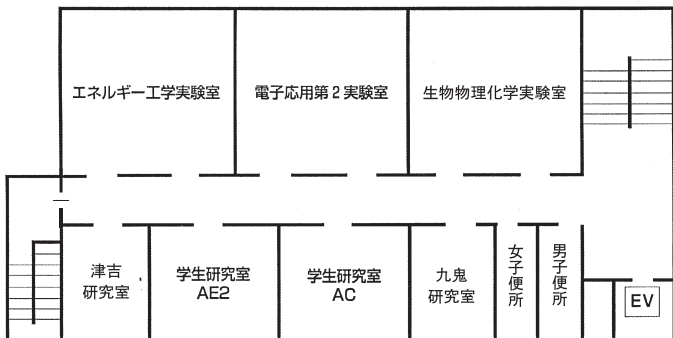 エネルギー工学実験室
電子応用第2実験室
生物物理化学実験室
津吉
研究室
学生研究室
AE2
学生研究室
AC
九鬼
研究室
女子便所
男子便所
EV